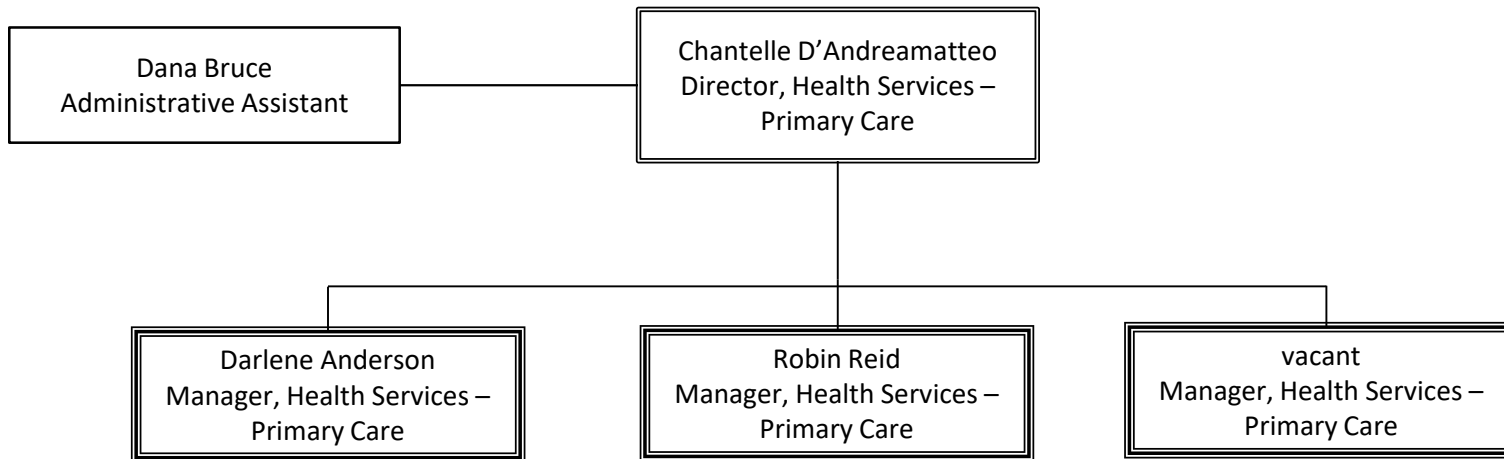 Dana Bruce
Administrative Assistant
Chantelle D’Andreamatteo
Director, Health Services –
Primary Care
Darlene Anderson
Manager, Health Services –
Primary Care
Robin Reid
Manager, Health Services –
Primary Care
vacant
Manager, Health Services –
Primary Care